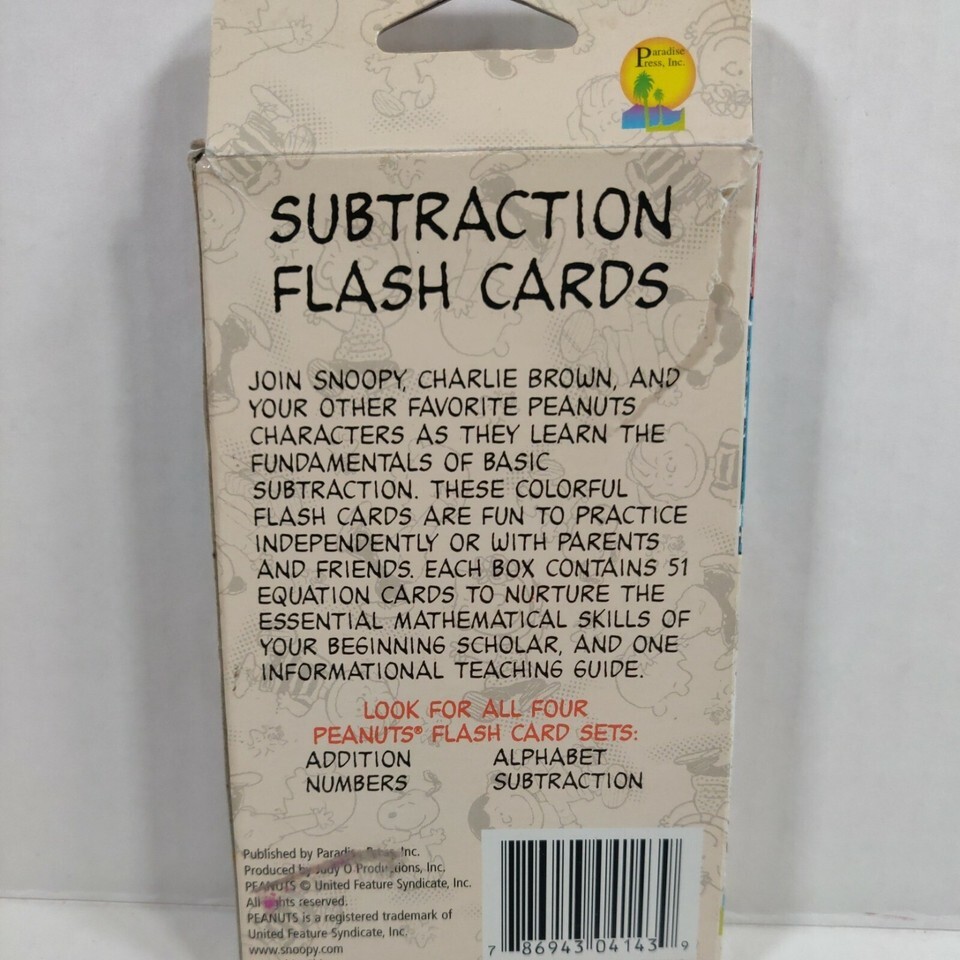 Paradise
Press, Inc.
SUBTRACTION
FLASH CARDS
JOIN SNOOPY, CHARLIE BROWN, AND
YOUR OTHER FAVORITE PEANUTS
CHARACTERS AS THEY LEARN THE
FUNDAMENTALS OF BASIC
SUBTRACTION. THESE COLORFUL
FLASH CARDS ARE FUN TO PRACTICE
INDEPENDENTLY OR WITH PARENTS
AND FRIENDS. EACH BOX CONTAINS 51
EQUATION CARDS TO NURTURE THE
ESSENTIAL MATHEMATICAL SKILLS OF
YOUR BEGINNING SCHOLAR, AND ONE
INFORMATIONAL TEACHING GUIDE.
LOOK FOR ALL FOUR
PEANUTS® FLASH CARD SETS:
ADDITION ALPHABET
NUMBERS SUBTRACTION
Published by Paradise Press, Inc.
Produced by Judy O Productions, Inc.
PEANUTS © United Feature Syndicate, Inc.
All rights reserved.
PEANUTS is a registered trademark of
United Feature Syndicate, Inc.
www.snoopy.com
7 86943 04143 9